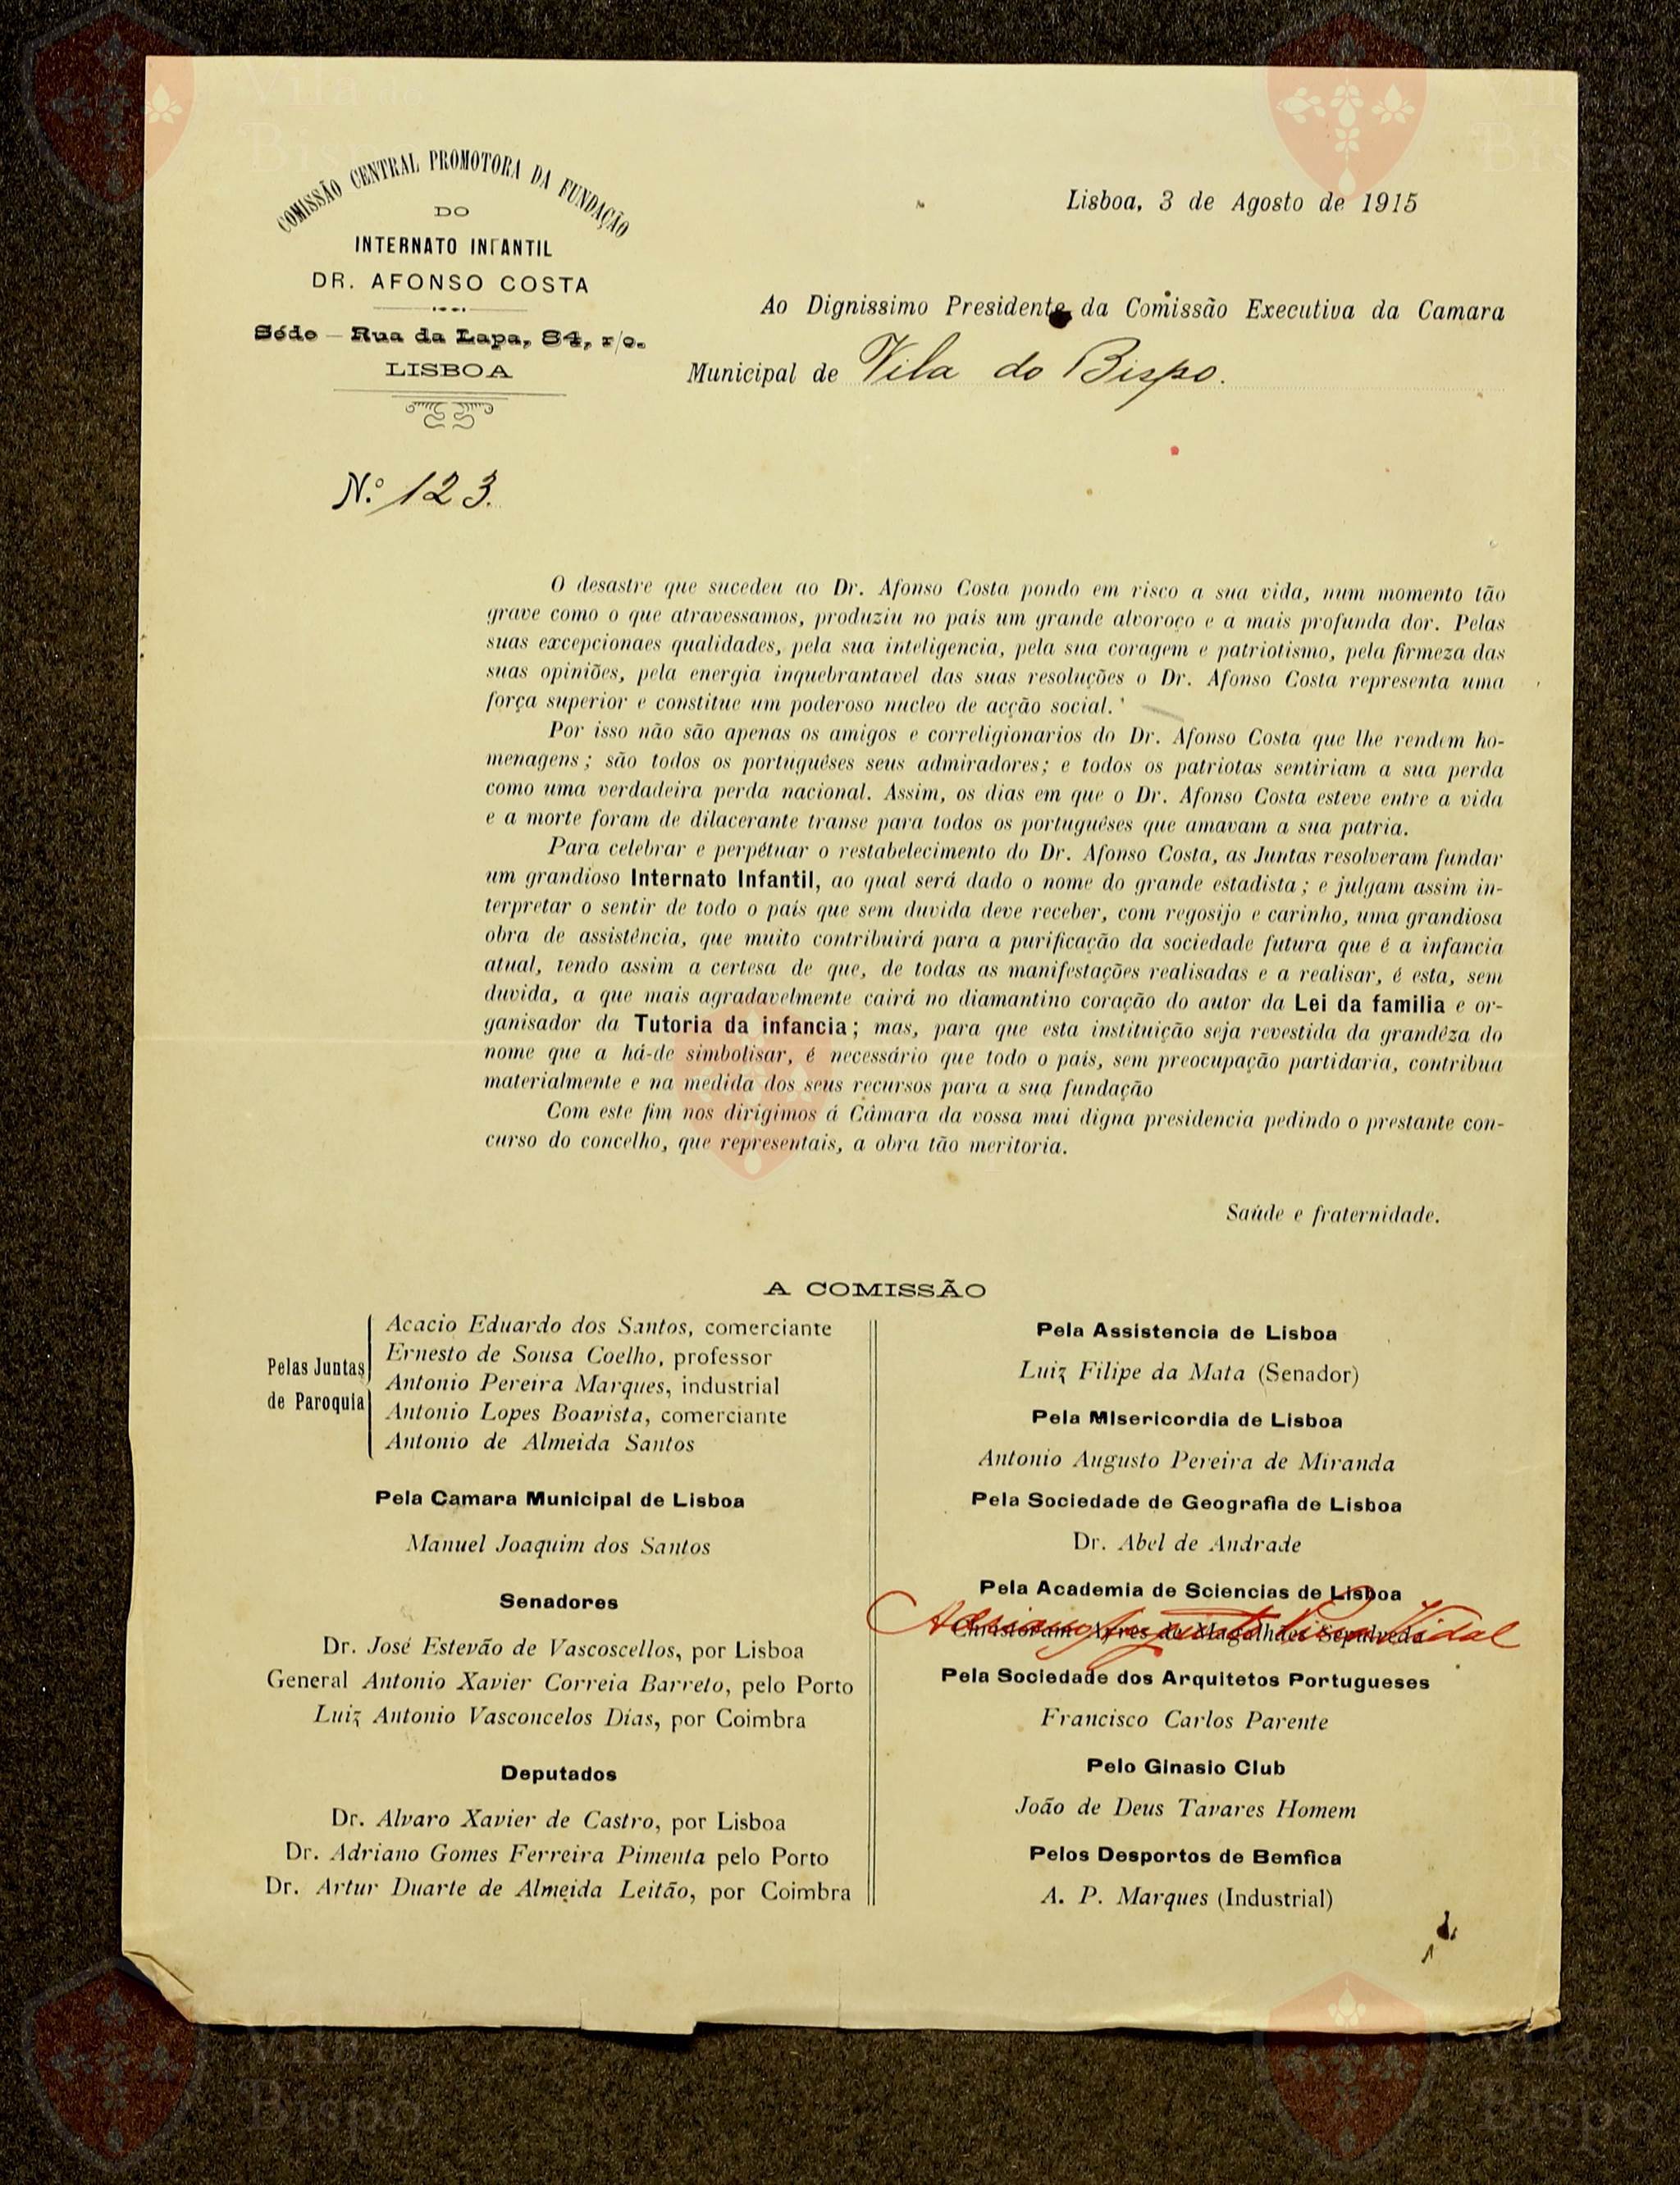 COMISSÃO CENTRAL PROMOTORA DA FUNDAÇÃO
DO
INTERNATO INFANTIL
DR. AFONSO COSTA
Séde — Rua da Lapa, 84, r/c.
LISBOA
N.º 123.
Lisboa, 3 de Agosto de 1915
Ao Dignissimo Presidente da Comissão Executiva da Camara
Municipal de Vila do Bispo.
O desastre que sucedeu ao Dr. Afonso Costa pondo em risco a sua vida, num momento tão
grave como o que atravessamos, produziu no país um grande alvoroço e a mais profunda dor. Pelas
suas excepcionaes qualidades, pela sua inteligencia, pela sua coragem e patriotismo, pela firmeza das
suas opiniões, pela energia inquebrantavel das suas resoluções o Dr. Afonso Costa representa uma
força superior e constitue um poderoso nucleo de acção social.
Por isso não são apenas os amigos e correligionarios do Dr. Afonso Costa que lhe rendem ho-
menagens; são todos os portuguêses seus admiradores; e todos os patriotas sentiriam a sua perda
como uma verdadeira perda nacional. Assim, os dias em que o Dr. Afonso Costa esteve entre a vida
e a morte foram de dilacerante transe para todos os portuguêses que amavam a sua patria.
Para celebrar e perpétuar o restabelecimento do Dr. Afonso Costa, as Juntas resolveram fundar
um grandioso Internato Infantil, ao qual será dado o nome do grande estadista; e julgam assim in-
terpretar o sentir de todo o país que sem duvida deve receber, com regosijo e carinho, uma grandiosa
obra de assistência, que muito contribuirá para a purificação da sociedade futura que é a infancia
atual, tendo assim a certesa de que, de todas as manifestações realisadas e a realisar, é esta, sem
duvida, a que mais agradavelmente cairá no diamantino coração do autor da Lei da familia e or-
ganisador da Tutoria da infancia; mas, para que esta instituição seja revestida da grandêza do
nome que a há-de simbolisar, é necessário que todo o país, sem preocupação partidaria, contribua
materialmente e na medida dos seus recursos para a sua fundação
Com este fim nos dirigimos á Câmara da vossa mui digna presidencia pedindo o prestante con-
curso do concelho, que representais, a obra tão meritoria.
Saúde e fraternidade.
A COMISSÃO
Pelas Juntas
de Paroquia
Acacio Eduardo dos Santos, comerciante
Ernesto de Sousa Coelho, professor
Antonio Pereira Marques, industrial
Antonio Lopes Boavista, comerciante
Antonio de Almeida Santos
Pela Camara Municipal de Lisboa
Manuel Joaquim dos Santos
Senadores
Dr. José Estevão de Vascoscellos, por Lisboa
General Antonio Xavier Correia Barreto, pelo Porto
Luiz Antonio Vasconcelos Dias, por Coimbra
Deputados
Dr. Alvaro Xavier de Castro, por Lisboa
Dr. Adriano Gomes Ferreira Pimenta pelo Porto
Dr. Artur Duarte de Almeida Leitão, por Coimbra
Pela Assistencia de Lisboa
Luiz Filipe da Mata (Senador)
Pela Misericordia de Lisboa
Antonio Augusto Pereira de Miranda
Pela Sociedade de Geografia de Lisboa
Dr. Abel de Andrade
Pela Academia de Sciencias de Lisboa
Christovam Ayres de Magalhães Sepulveda
Adriano Augusto Pina Vidal
Pela Sociedade dos Arquitetos Portugueses
Francisco Carlos Parente
Pelo Ginasio Club
João de Deus Tavares Homem
Pelos Desportos de Bemfica
A. P. Marques (Industrial)
Vila do Bispo
Vila do Bispo
Vila do Bispo
Vila do Bispo